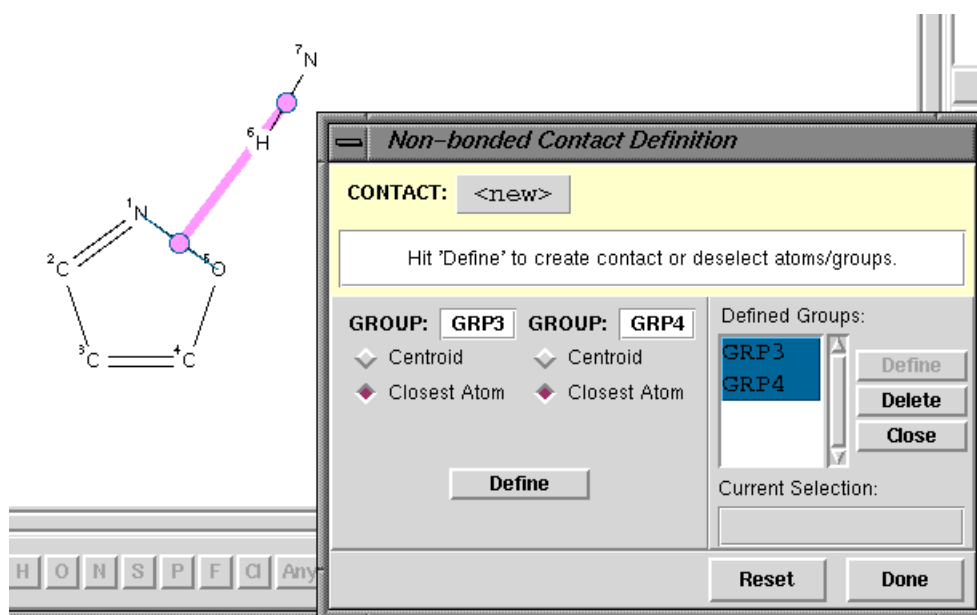 7N
6H
1N
2C
5O
3C
4C
Non-bonded Contact Definition
CONTACT: <new>
Hit 'Define' to create contact or deselect atoms/groups.
GROUP: GRP3 GROUP: GRP4
Centroid Centroid
Closest Atom Closest Atom
Define
Defined Groups:
GRP3
GRP4
Define
Delete
Close
Current Selection:
H O N S P F Cl Any
Reset Done